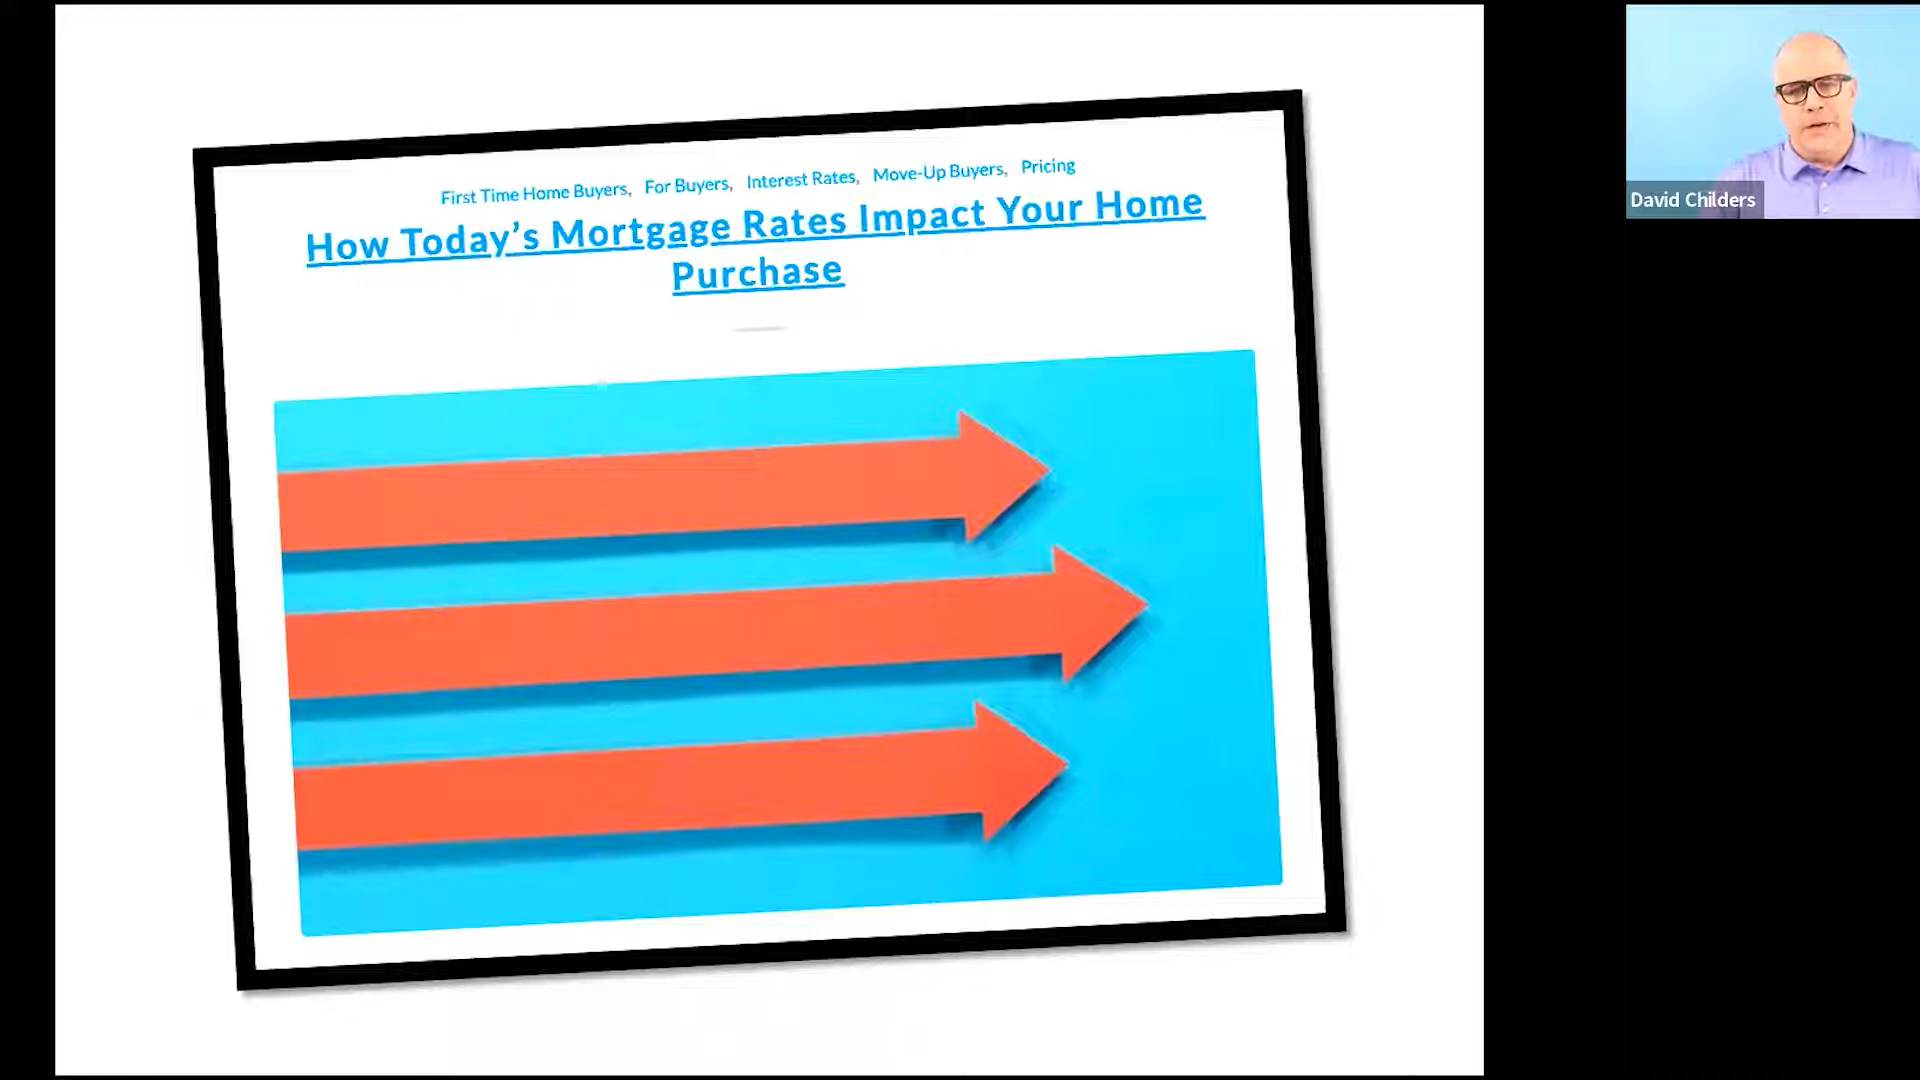 First Time Home Buyers, For Buyers, Interest Rates, Move-Up Buyers, Pricing
How Today’s Mortgage Rates Impact Your Home
Purchase
David Childers